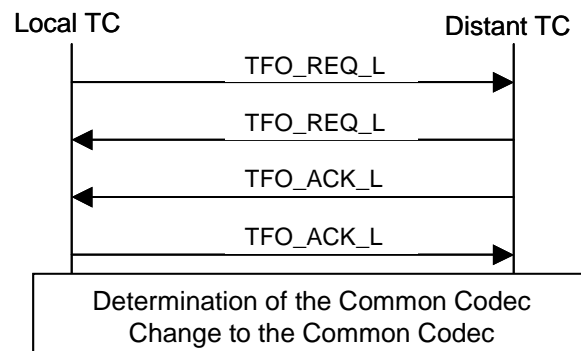 Local TC
Distant TC
TFO_REQ_L
TFO_REQ_L
TFO_ACK_L
TFO_ACK_L
Determination of the Common Codec
Change to the Common Codec